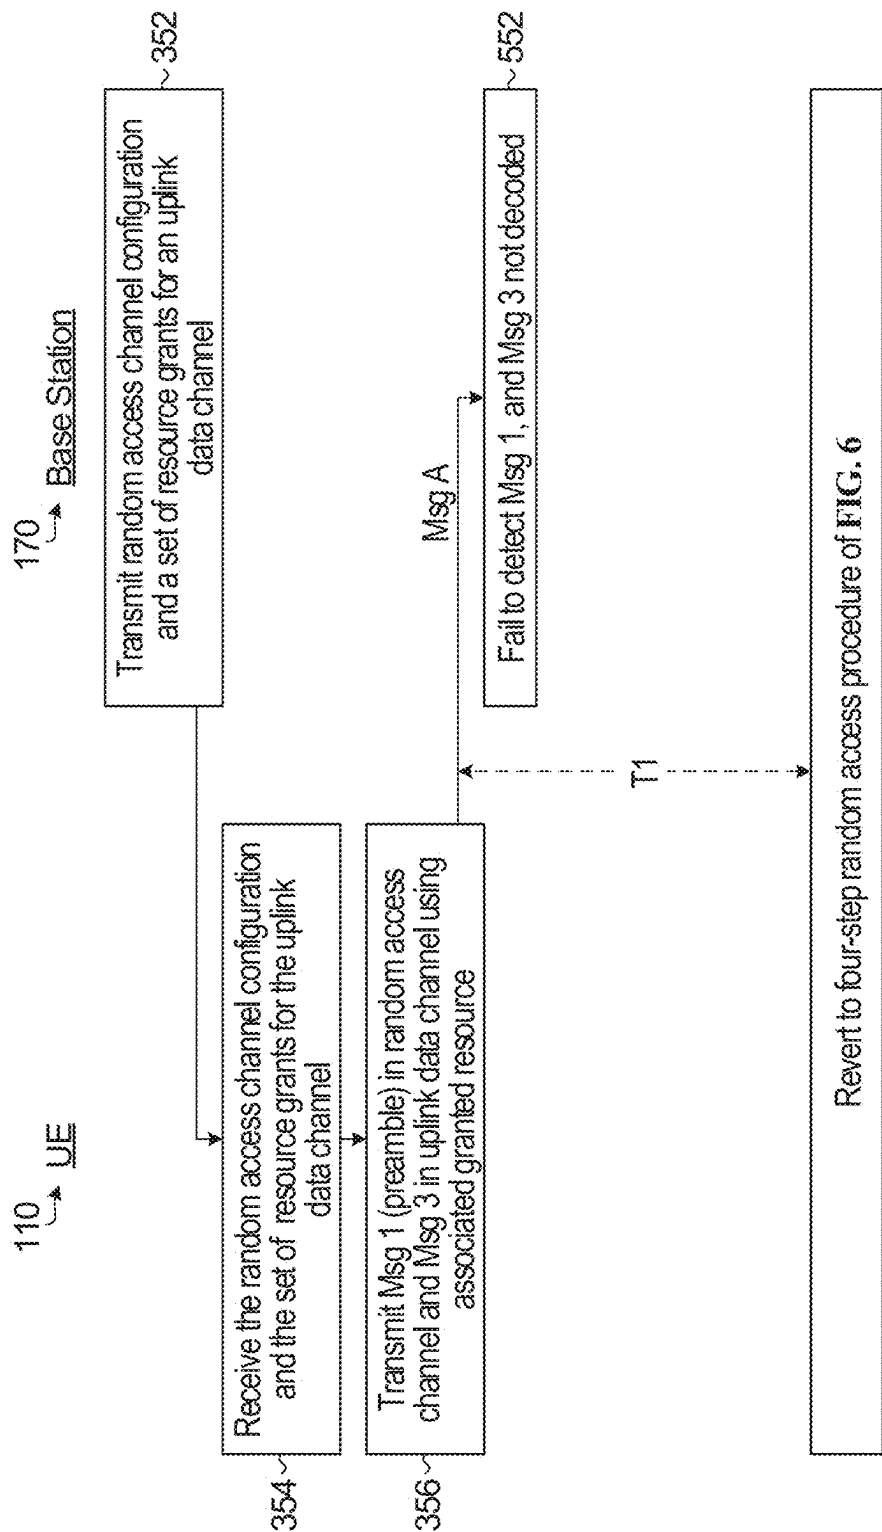 110
UE
170
Base Station
Transmit random access channel configuration
and a set of resource grants for an uplink
data channel
352
Receive the random access channel configuration
and the set of resource grants for the uplink
data channel
354
Transmit Msg 1 (preamble) in random access
channel and Msg 3 in uplink data channel using
associated granted resource
356
Msg A
Fail to detect Msg 1, and Msg 3 not decoded
552
T1
Revert to four-step random access procedure of FIG. 6